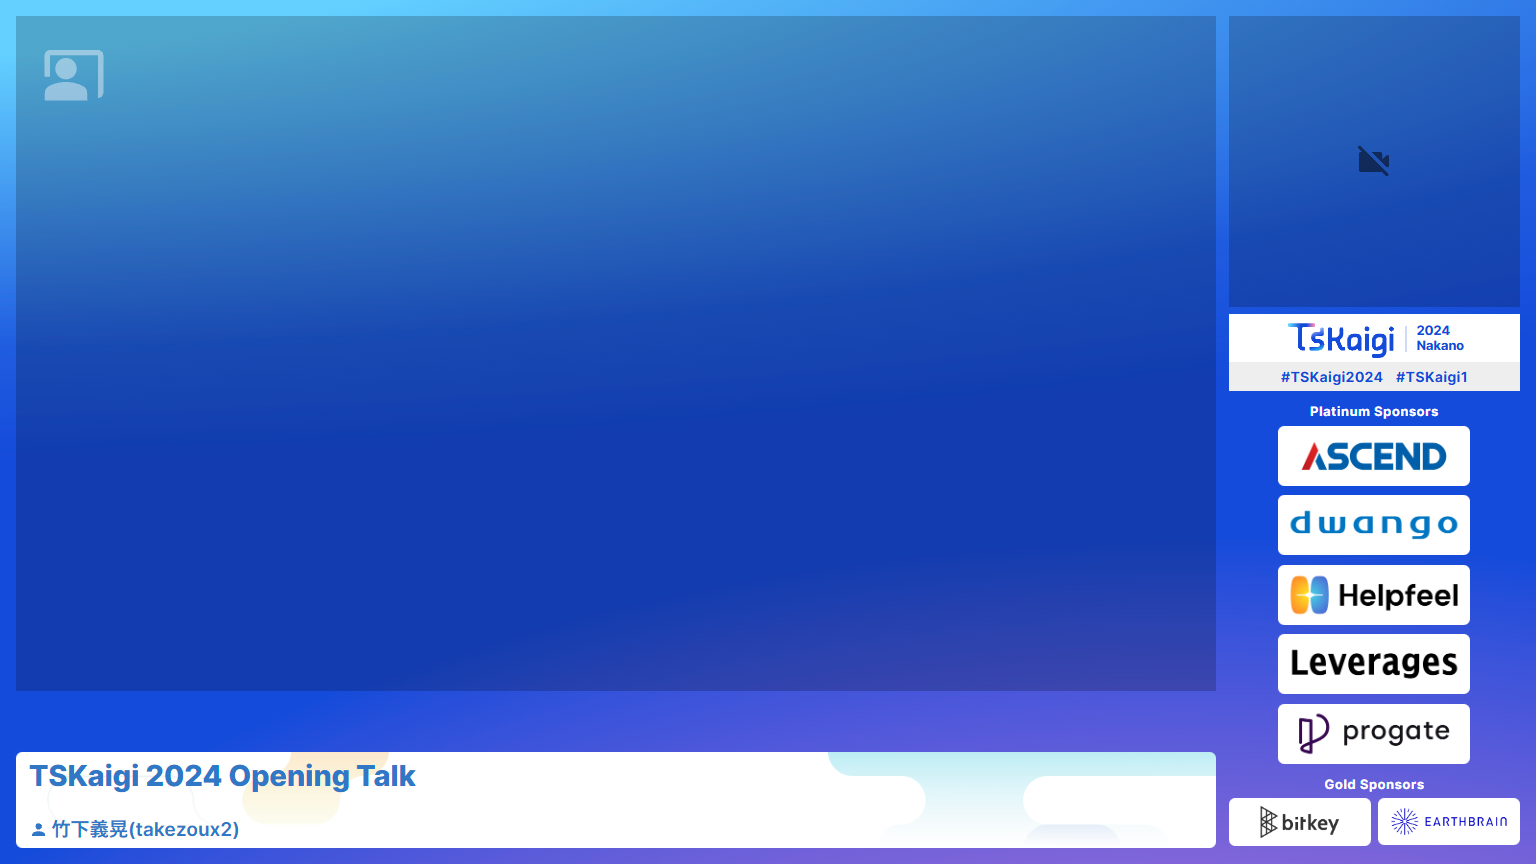 TSKaigi
2024
Nakano
#TSKaigi2024 #TSKaigi1
Platinum Sponsors
ASCEND
dwango
Helpfeel
Leverages
progate
Gold Sponsors
bitkey
EARTHBRAIN
TSKaigi 2024 Opening Talk
竹下義晃(takezoux2)